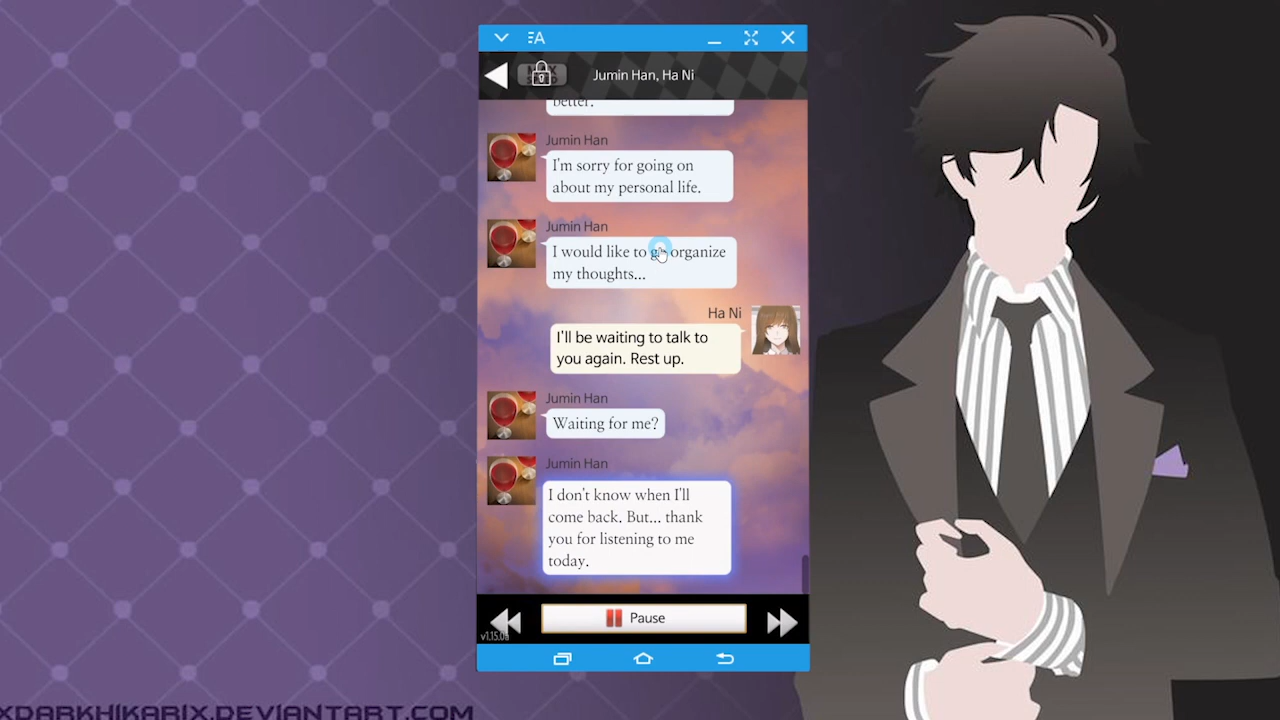 Jumin Han, Ha Ni
better.
Jumin Han
I'm sorry for going on
about my personal life.
Jumin Han
I would like to go organize
my thoughts...
Ha Ni
I'll be waiting to talk to
you again. Rest up.
Jumin Han
Waiting for me?
Jumin Han
I don't know when I'll
come back. But... thank
you for listening to me
today.
Pause
XDARKHIKARIX.DEVIANTART.COM